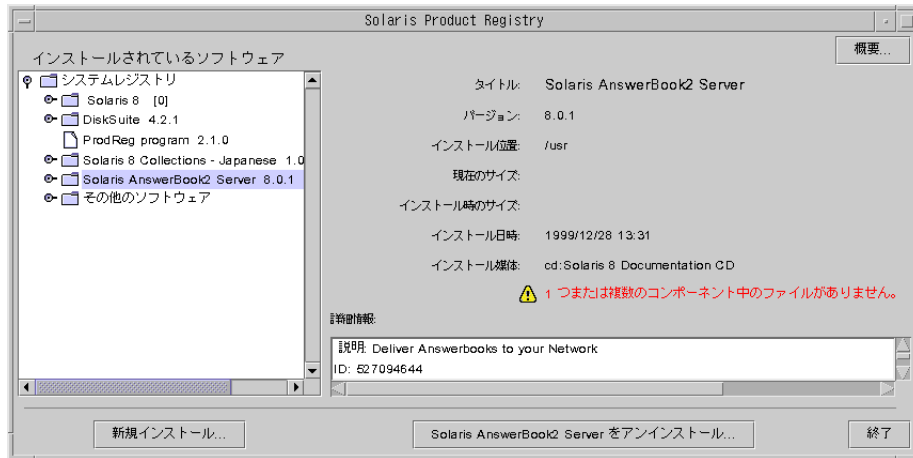 Solaris Product Registry
インストールされているソフトウェア
概要...
システムレジストリ
Solaris 8 [0]
DiskSuite 4.2.1
ProdReg program 2.1.0
Solaris 8 Collections - Japanese 1.0
Solaris AnswerBook2 Server 8.0.1
その他のソフトウェア
タイトル: Solaris AnswerBook2 Server
バージョン: 8.0.1
インストール位置: /usr
現在のサイズ:
インストール時のサイズ:
インストール日時: 1999/12/28 13:31
インストール媒体: cd:Solaris 8 Documentation CD
1 つまたは複数のコンポーネント中のファイルがありません。
詳細情報:
説明: Deliver Answerbooks to your Network
ID: 527094644
新規インストール...
Solaris AnswerBook2 Server をアンインストール...
終了